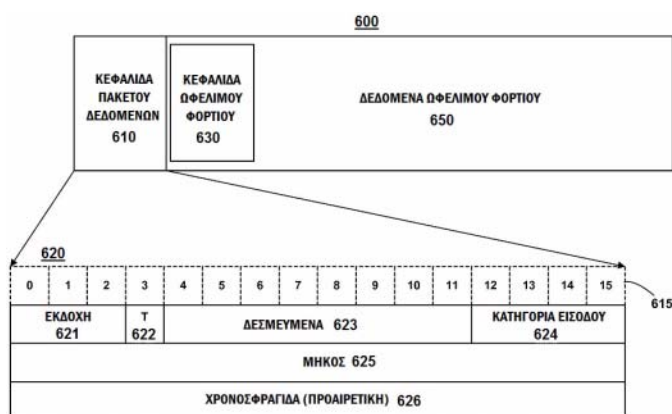 600
ΚΕΦΑΛΙΔΑ
ΠΑΚΕΤΟΥ
ΔΕΔΟΜΕΝΩΝ
610
ΚΕΦΑΛΙΔΑ
ΩΦΕΛΙΜΟΥ
ΦΟΡΤΙΟΥ
630
ΔΕΔΟΜΕΝΑ ΩΦΕΛΙΜΟΥ ΦΟΡΤΙΟΥ
650
620
0 1 2 3 4 5 6 7 8 9 10 11 12 13 14 15
615
ΕΚΔΟΧΗ
621
T
622
ΔΕΣΜΕΥΜΕΝΑ 623
ΚΑΤΗΓΟΡΙΑ ΕΙΣΟΔΟΥ
624
ΜΗΚΟΣ 625
ΧΡΟΝΟΣΦΡΑΓΙΔΑ (ΠΡΟΑΙΡΕΤΙΚΗ) 626